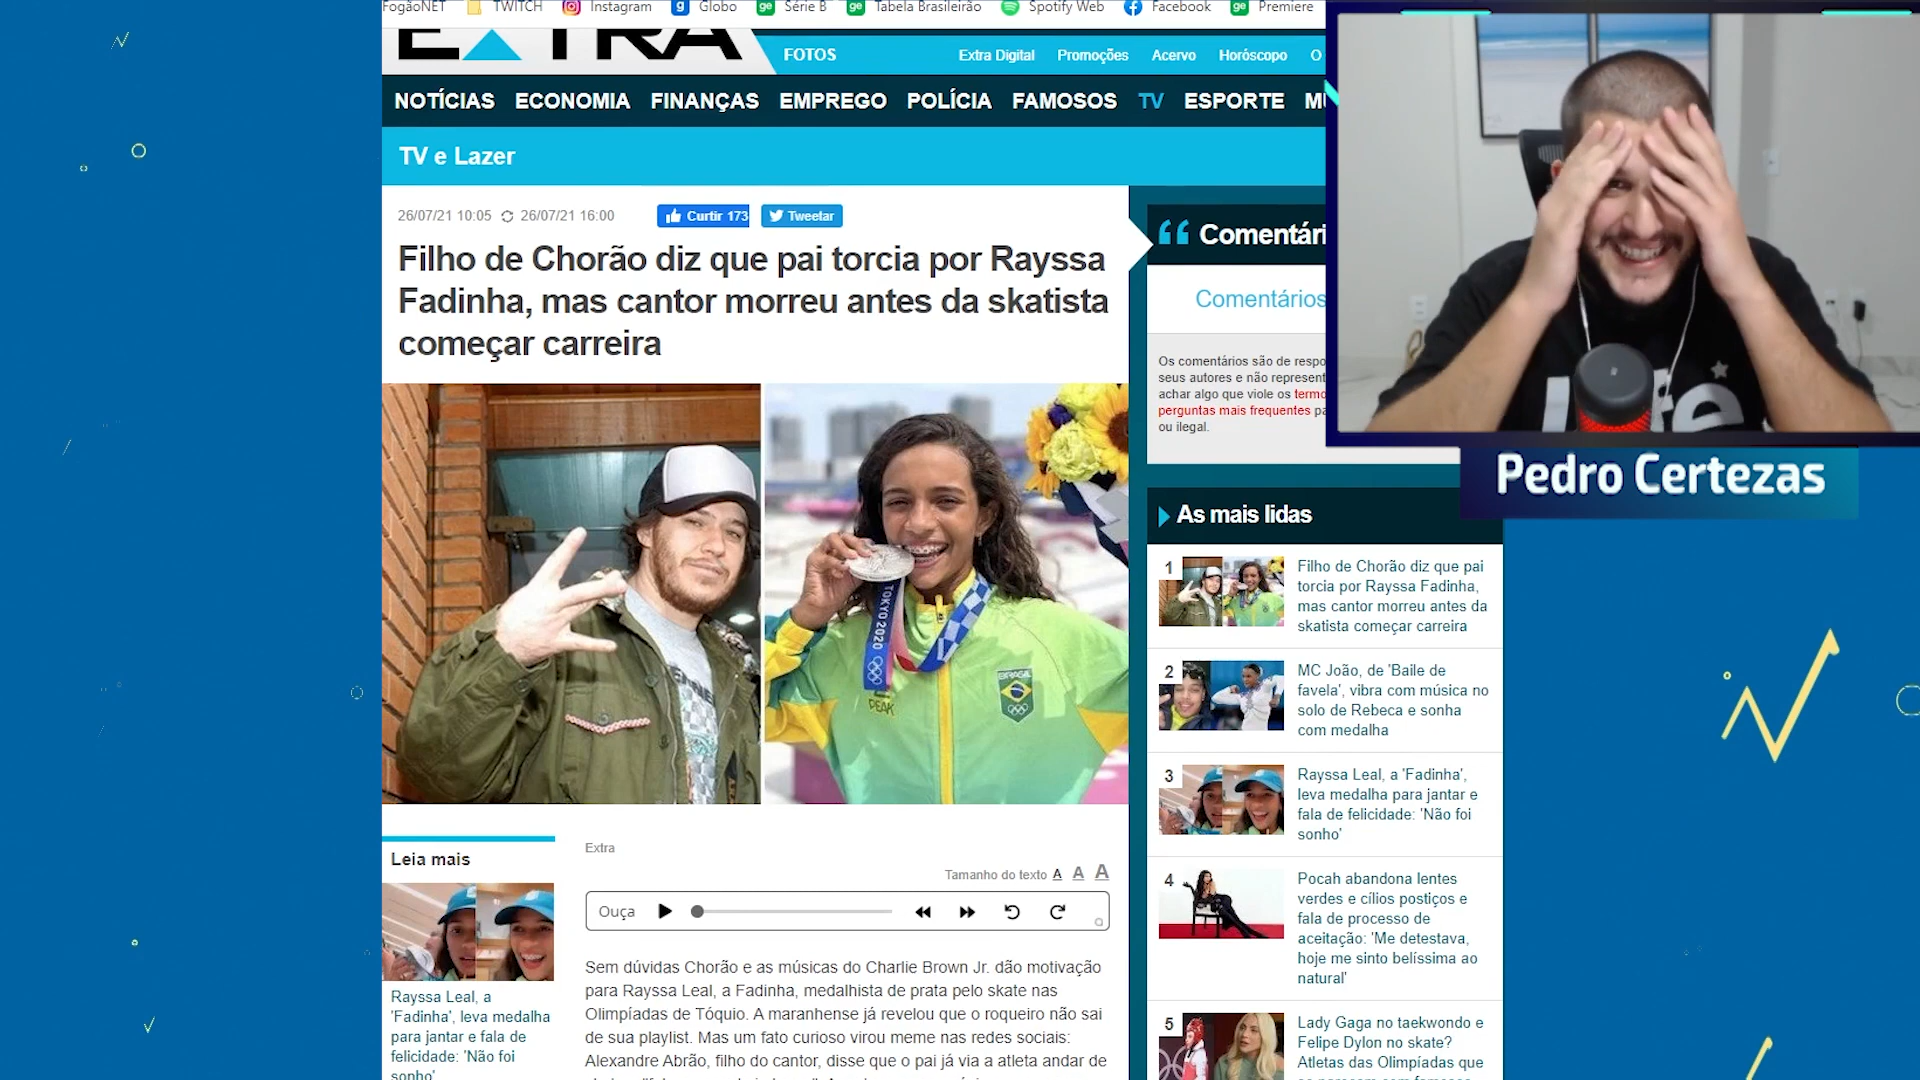 FogãoNET TWITCH Instagram g Globo ge Série B ge Tabela Brasileirão Spotify Web Facebook ge Premiere
EXTRA
FOTOS Extra Digital Promoções Acervo Horóscopo O
NOTÍCIAS ECONOMIA FINANÇAS EMPREGO POLÍCIA FAMOSOS TV ESPORTE MU
TV e Lazer
26/07/21 10:05 26/07/21 16:00 Curtir 173 Tweetar
Filho de Chorão diz que pai torcia por Rayssa
Fadinha, mas cantor morreu antes da skatista
começar carreira
TOKYO 2020
PEAK
BRASIL
Leia mais
Rayssa Leal, a
'Fadinha', leva medalha
para jantar e fala de
felicidade: 'Não foi
sonho'
Extra
Tamanho do texto A A A
Ouça
Sem dúvidas Chorão e as músicas do Charlie Brown Jr. dão motivação
para Rayssa Leal, a Fadinha, medalhista de prata pelo skate nas
Olimpíadas de Tóquio. A maranhense já revelou que o roqueiro não sai
de sua playlist. Mas um fato curioso virou meme nas redes sociais:
Alexandre Abrão, filho do cantor, disse que o pai já via a atleta andar de
Comentári
Comentários
Os comentários são de respo
seus autores e não represent
achar algo que viole os termo
perguntas mais frequentes pa
ou ilegal.
Pedro Certezas
As mais lidas
1 Filho de Chorão diz que pai
torcia por Rayssa Fadinha,
mas cantor morreu antes da
skatista começar carreira
2 MC João, de 'Baile de
favela', vibra com música no
solo de Rebeca e sonha
com medalha
3 Rayssa Leal, a 'Fadinha',
leva medalha para jantar e
fala de felicidade: 'Não foi
sonho'
4 Pocah abandona lentes
verdes e cílios postiços e
fala de processo de
aceitação: 'Me detestava,
hoje me sinto belíssima ao
natural'
5 Lady Gaga no taekwondo e
Felipe Dylon no skate?
Atletas das Olimpíadas que